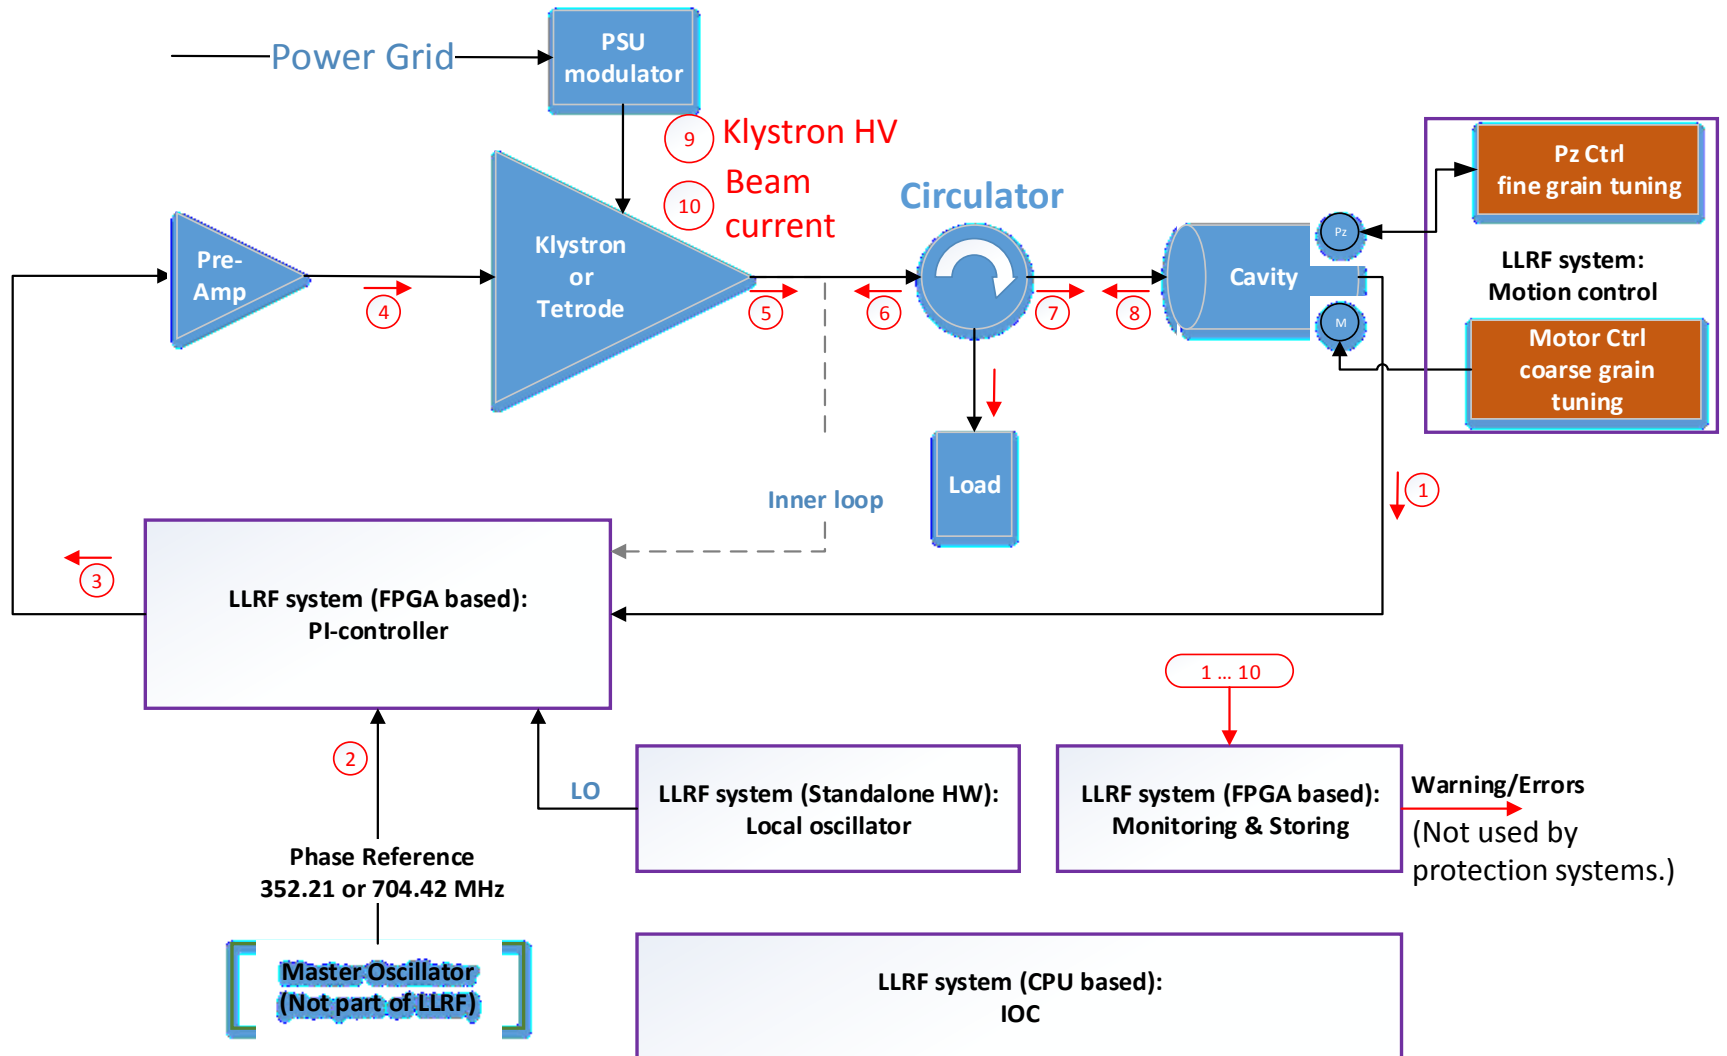 Power Grid
PSU
modulator
9
Klystron HV
10
Beam
current
Circulator
Pz Ctrl
fine grain tuning
Pre-
Amp
4
Klystron
or
Tetrode
5
6
7
8
Cavity
Pz
M
LLRF system:
Motion control
Motor Ctrl
coarse grain
tuning
Load
Inner loop
1
3
LLRF system (FPGA based):
PI-controller
1 ... 10
2
LO
LLRF system (Standalone HW):
Local oscillator
LLRF system (FPGA based):
Monitoring & Storing
Warning/Errors
(Not used by
protection systems.)
Phase Reference
352.21 or 704.42 MHz
Master Oscillator
(Not part of LLRF)
LLRF system (CPU based):
IOC